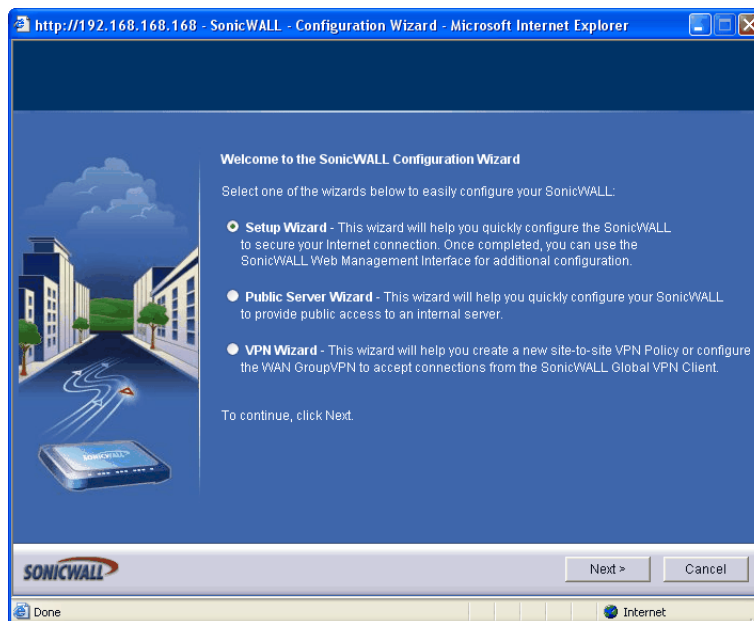 http://192.168.168.168 - SonicWALL - Configuration Wizard - Microsoft Internet Explorer
Welcome to the SonicWALL Configuration Wizard
Select one of the wizards below to easily configure your SonicWALL:
Setup Wizard - This wizard will help you quickly configure the SonicWALL
to secure your Internet connection. Once completed, you can use the
SonicWALL Web Management Interface for additional configuration.
Public Server Wizard - This wizard will help you quickly configure your SonicWALL
to provide public access to an internal server.
VPN Wizard - This wizard will help you create a new site-to-site VPN Policy or configure
the WAN GroupVPN to accept connections from the SonicWALL Global VPN Client.
To continue, click Next.
SONICWALL
SONICWALL
Next >
Cancel
Done
Internet